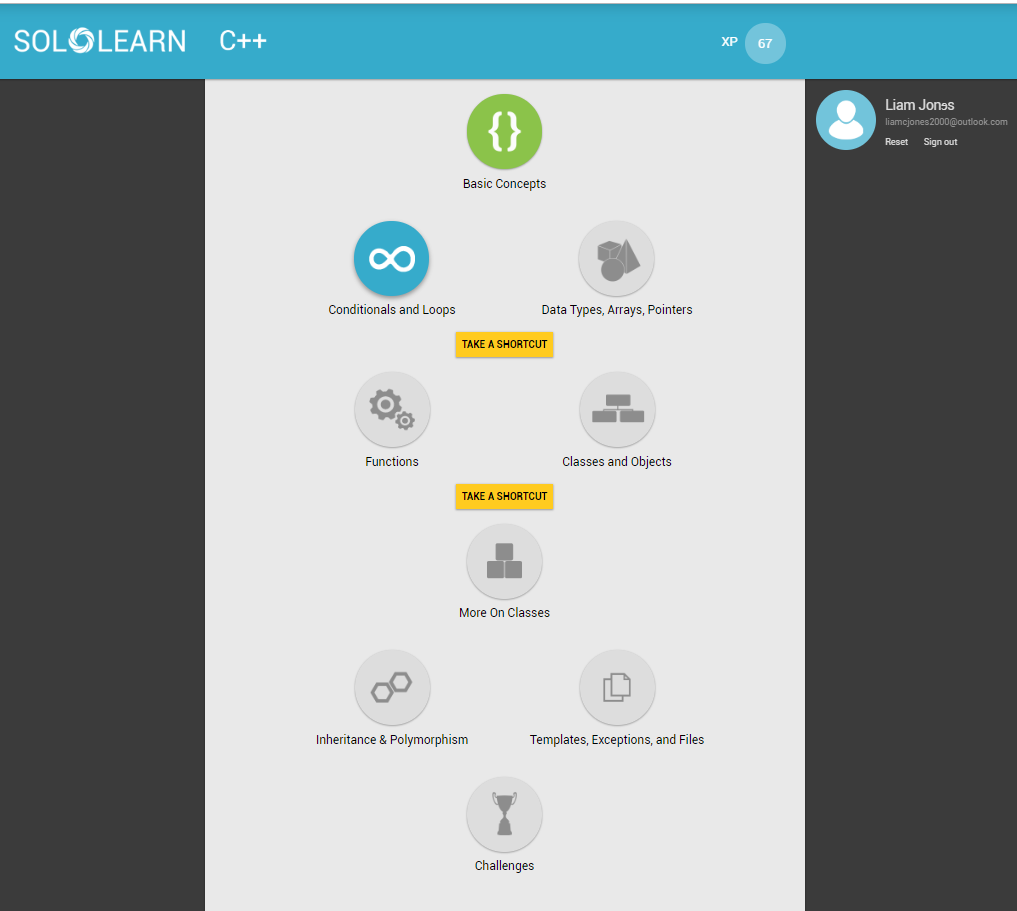 SOLOLEARN C++ XP 67
Liam Jones
liamcjones2000@outlook.com
Reset Sign out
{}
Basic Concepts
Conditionals and Loops Data Types, Arrays, Pointers
TAKE A SHORTCUT
Functions Classes and Objects
TAKE A SHORTCUT
More On Classes
Inheritance & Polymorphism Templates, Exceptions, and Files
Challenges